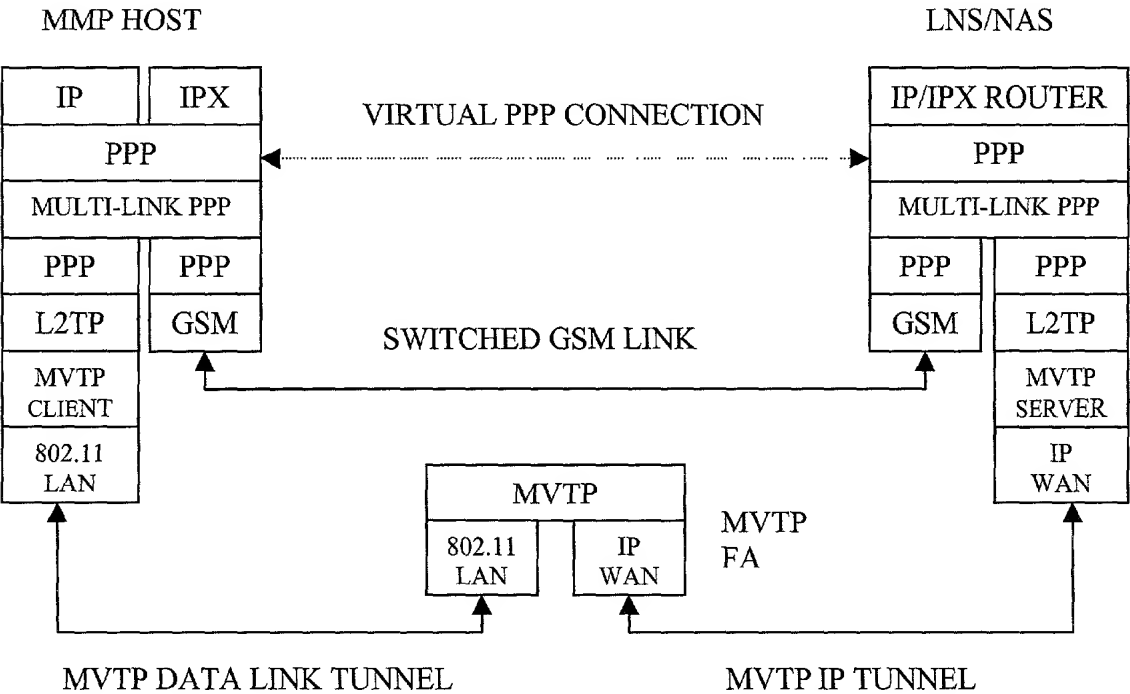 MMP HOST
LNS/NAS
IP
IPX
IP/IPX ROUTER
VIRTUAL PPP CONNECTION
PPP
PPP
MULTI-LINK PPP
MULTI-LINK PPP
PPP
PPP
PPP
PPP
L2TP
GSM
SWITCHED GSM LINK
GSM
L2TP
MVTP
CLIENT
MVTP
SERVER
802.11
LAN
IP
WAN
MVTP
802.11
LAN
IP
WAN
MVTP
FA
MVTP DATA LINK TUNNEL
MVTP IP TUNNEL